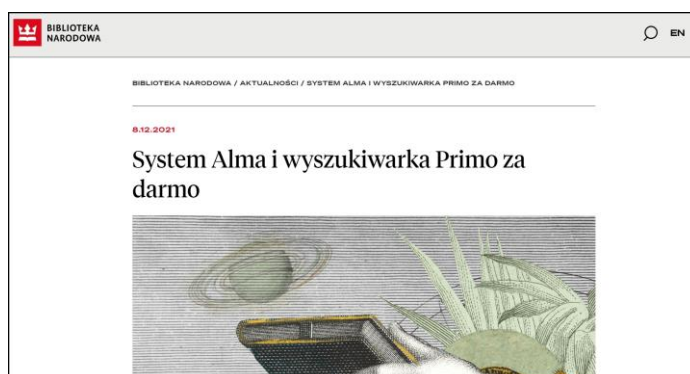 BIBLIOTEKA
NARODOWA
EN
BIBLIOTEKA NARODOWA / AKTUALNOŚCI / SYSTEM ALMA I WYSZUKIWARKA PRIMO ZA DARMO
8.12.2021
System Alma i wyszukiwarka Primo za
darmo